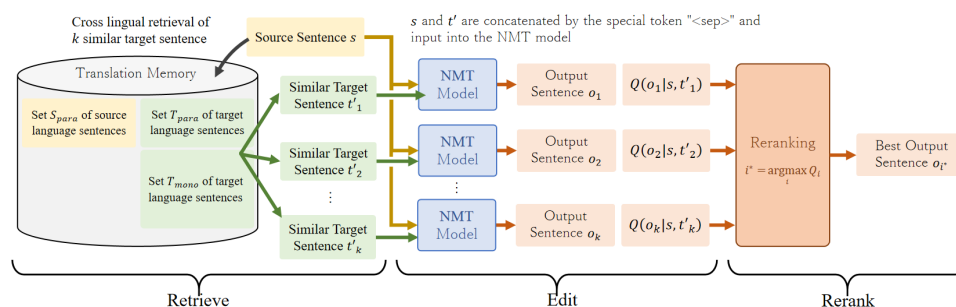 Cross lingual retrieval of
k similar target sentence
Source Sentence s
s and t′ are concatenated by the special token "<sep>" and
input into the NMT model
Translation Memory
Set S_para of source
language sentences
Set T_para of target
language sentences
Set T_mono of target
language sentences
Similar Target
Sentence t′_1
Similar Target
Sentence t′_2
⋮
Similar Target
Sentence t′_k
NMT
Model
NMT
Model
⋮
NMT
Model
Output
Sentence o_1
Output
Sentence o_2
Output
Sentence o_k
Q(o_1|s, t′_1)
Q(o_2|s, t′_2)
Q(o_k|s, t′_k)
Reranking
i* = argmax Q_i
i
Best Output
Sentence o_i*
Retrieve
Edit
Rerank